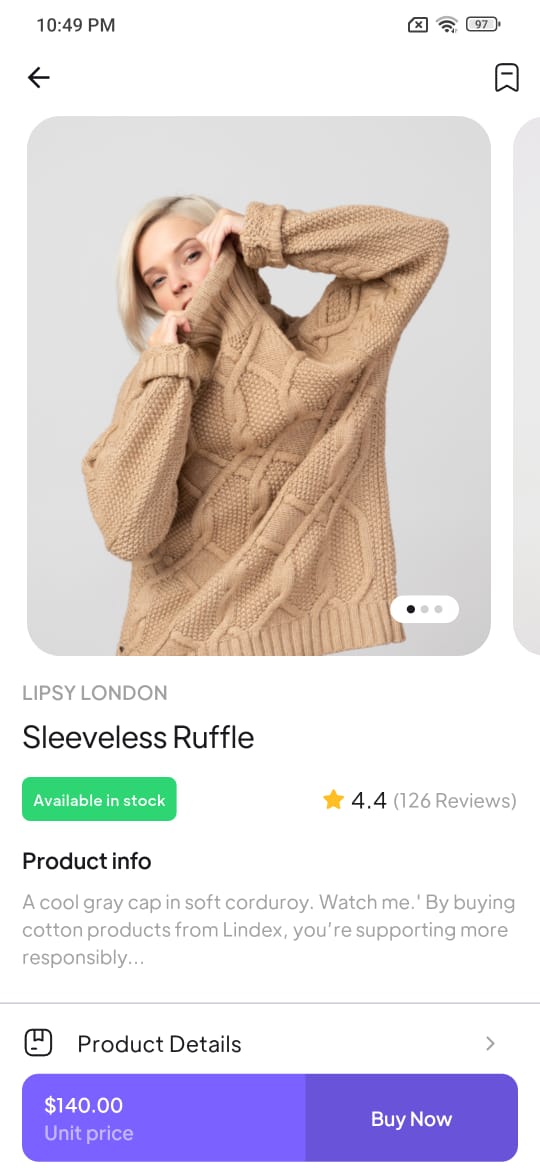 10:49 PM
97
LIPSY LONDON
Sleeveless Ruffle
Available in stock
4.4 (126 Reviews)
Product info
A cool gray cap in soft corduroy. Watch me.' By buying
cotton products from Lindex, you're supporting more
responsibly...
Product Details
$140.00
Unit price
Buy Now